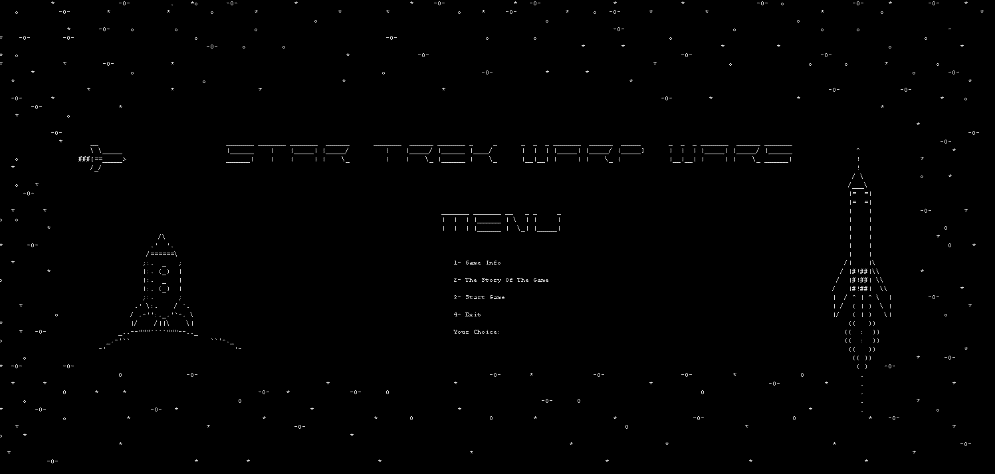 STAR TREK WARP WARS
MENU
1- Game Info
2- The Story Of The Game
3- Start Game
4- Exit
Your Choice: